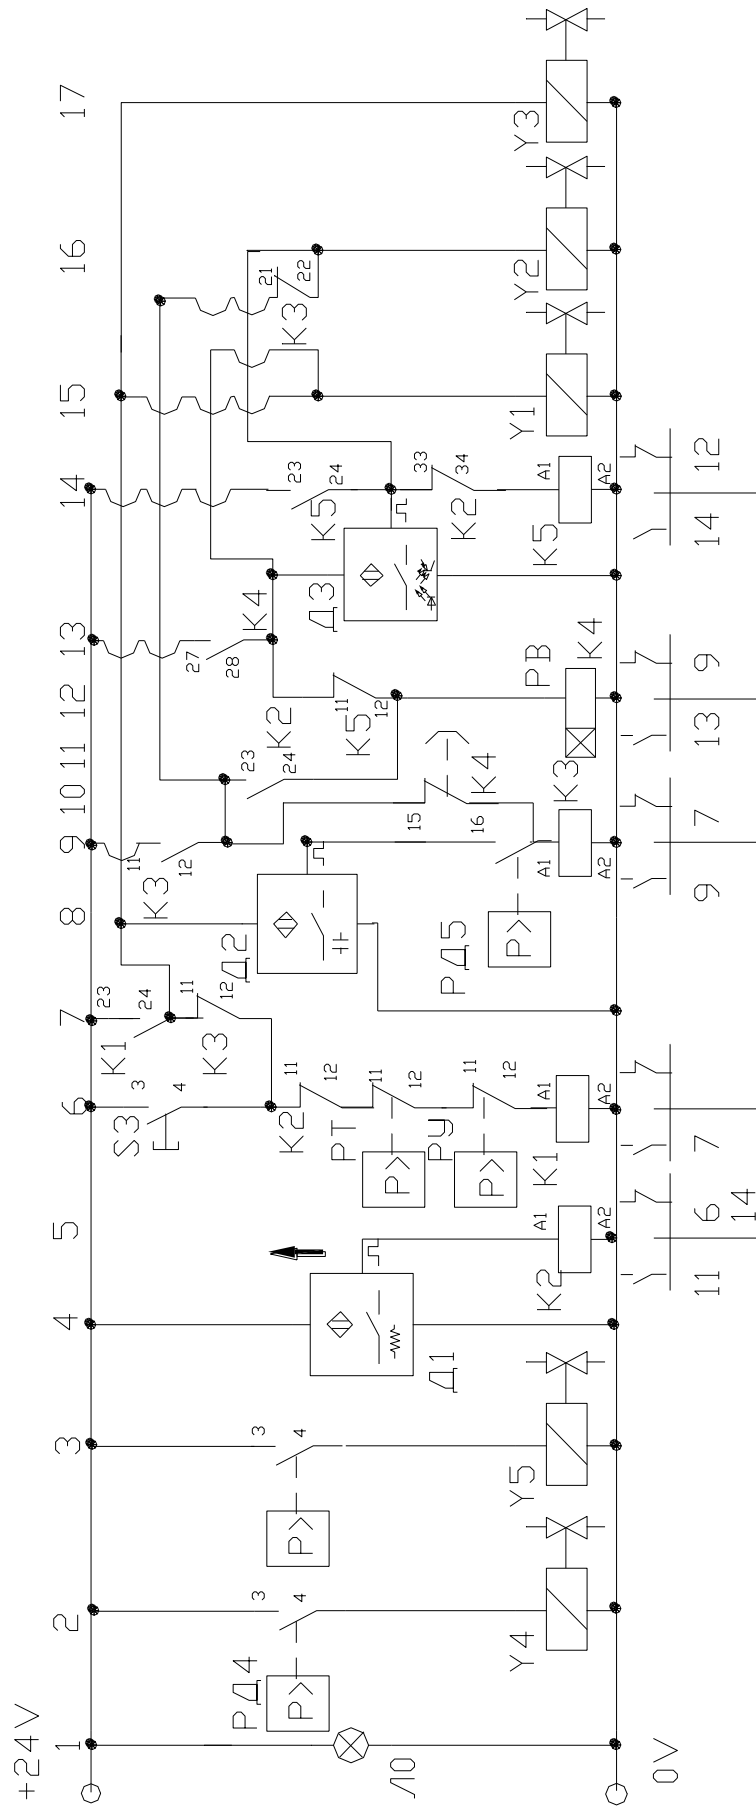 +24V
1 2 3 4 5 6 7 8 9 10 11 12 13 14 15 16 17
3 4
РД4
P>
3 4
P>
S3
3 4
K1
23 24
K3
11 12
K3
11 12
23 24
27 28
K4
K5
23 24
K3
21 22
K2
11 12
РТ
P>
11 12
РУ
P>
11 12
Д1
Д2
Д3
РД5
P>
15 16
K4
K2
K5
11 12
K2
33 34
ЛО
Y4
Y5
K2
A1 A2
K1
A1 A2
K3
A1 A2
РВ
K4
K5
A1 A2
Y1
Y2
Y3
0V
11 6
14
7
9 7
13 9
14 12